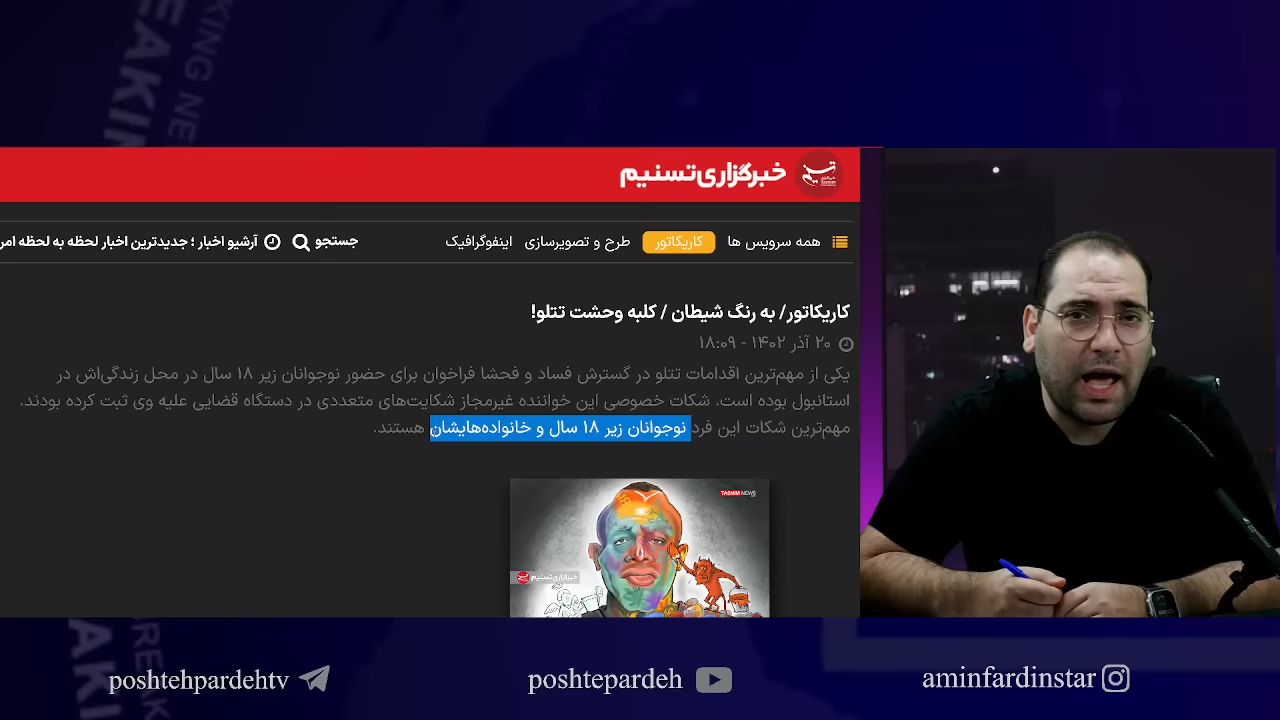 KING NE
خبرگزاری تسنیم
همه سرویس ها
کاریکاتور
طرح و تصویرسازی
اینفوگرافیک
جستجو
آرشیو اخبار ؛ جدیدترین اخبار لحظه به لحظه امر
کاریکاتور/ به رنگ شیطان / کلبه وحشت تتلو!
۲۰ آذر ۱۴۰۲ - ۱۸:۰۹
یکی از مهم‌ترین اقدامات تتلو در گسترش فساد و فحشا فراخوان برای حضور نوجوانان زیر ۱۸ سال در محل زندگی‌اش در
استانبول بوده است. شکات خصوصی این خواننده غیرمجاز شکایت‌های متعددی در دستگاه قضایی علیه وی ثبت کرده بودند.
مهم‌ترین شکات این فرد نوجوانان زیر ۱۸ سال و خانواده‌هایشان هستند.
TASNIM NEWS
خبرگزاری تسنیم
poshtehpardehtv
poshtepardeh
aminfardinstar